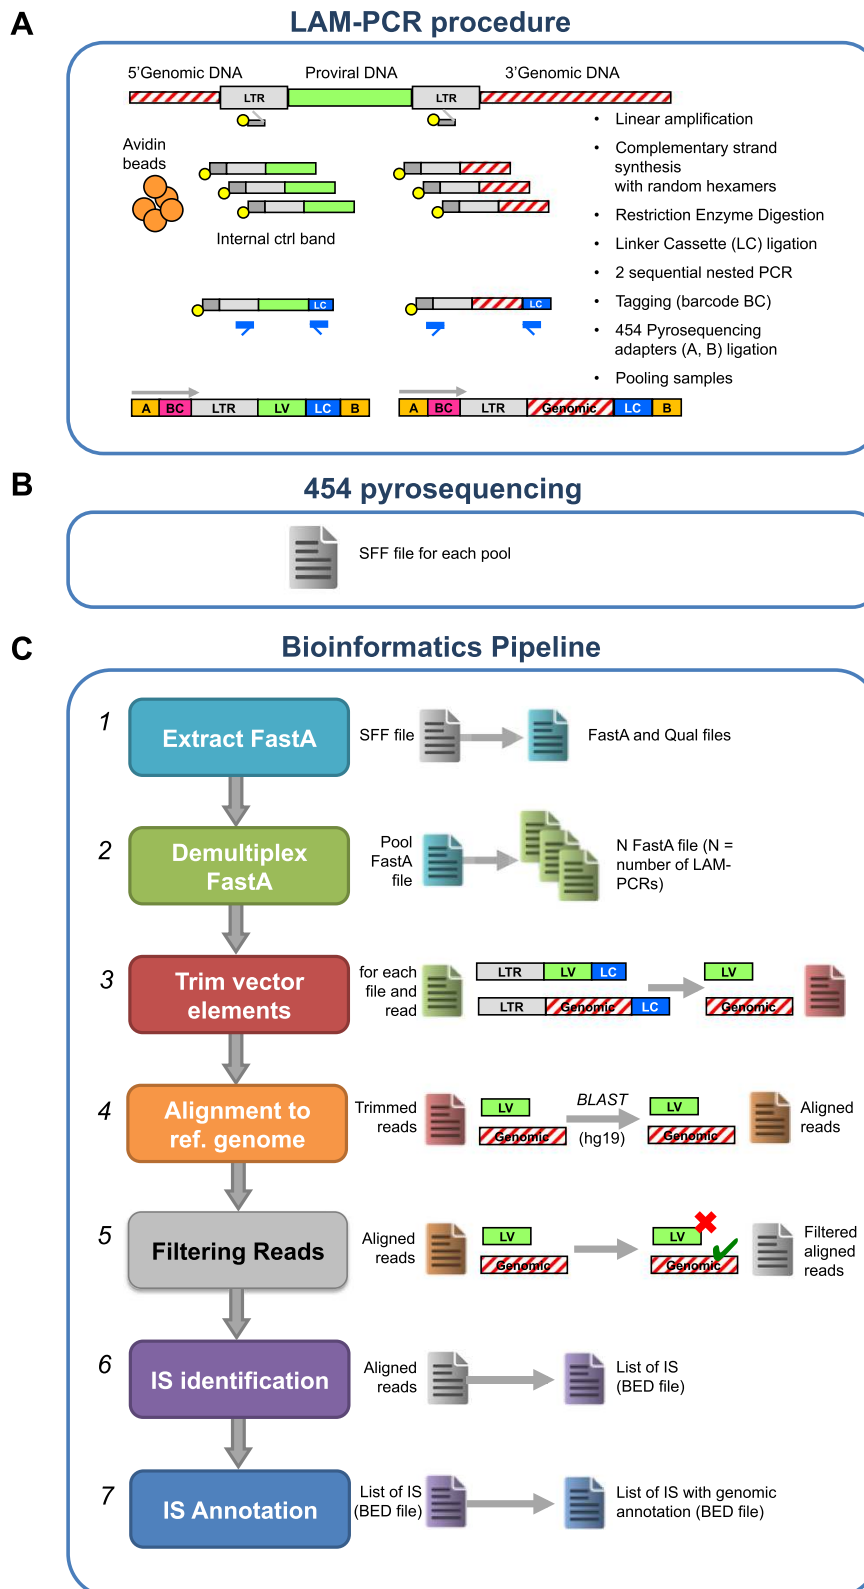 A
LAM-PCR procedure
5'Genomic DNA
Proviral DNA
3'Genomic DNA
LTR
LTR
Avidin
beads
Internal ctrl band
LC
LC
• Linear amplification
• Complementary strand
synthesis
with random hexamers
• Restriction Enzyme Digestion
• Linker Cassette (LC) ligation
• 2 sequential nested PCR
• Tagging (barcode BC)
• 454 Pyrosequencing
adapters (A, B) ligation
• Pooling samples
A BC LTR LV LC B
A BC LTR Genomic LC B
B
454 pyrosequencing
SFF file for each pool
C
Bioinformatics Pipeline
1
Extract FastA
SFF file
FastA and Qual files
2
Demultiplex
FastA
Pool
FastA
file
N FastA file (N =
number of LAM-
PCRs)
3
Trim vector
elements
for each
file and
read
LTR LV LC
LTR Genomic LC
LV
Genomic
4
Alignment to
ref. genome
Trimmed
reads
LV
Genomic
BLAST
(hg19)
LV
Genomic
Aligned
reads
5
Filtering Reads
Aligned
reads
LV
Genomic
LV
Genomic
Filtered
aligned
reads
6
IS identification
Aligned
reads
List of IS
(BED file)
7
IS Annotation
List of IS
(BED file)
List of IS with genomic
annotation (BED file)